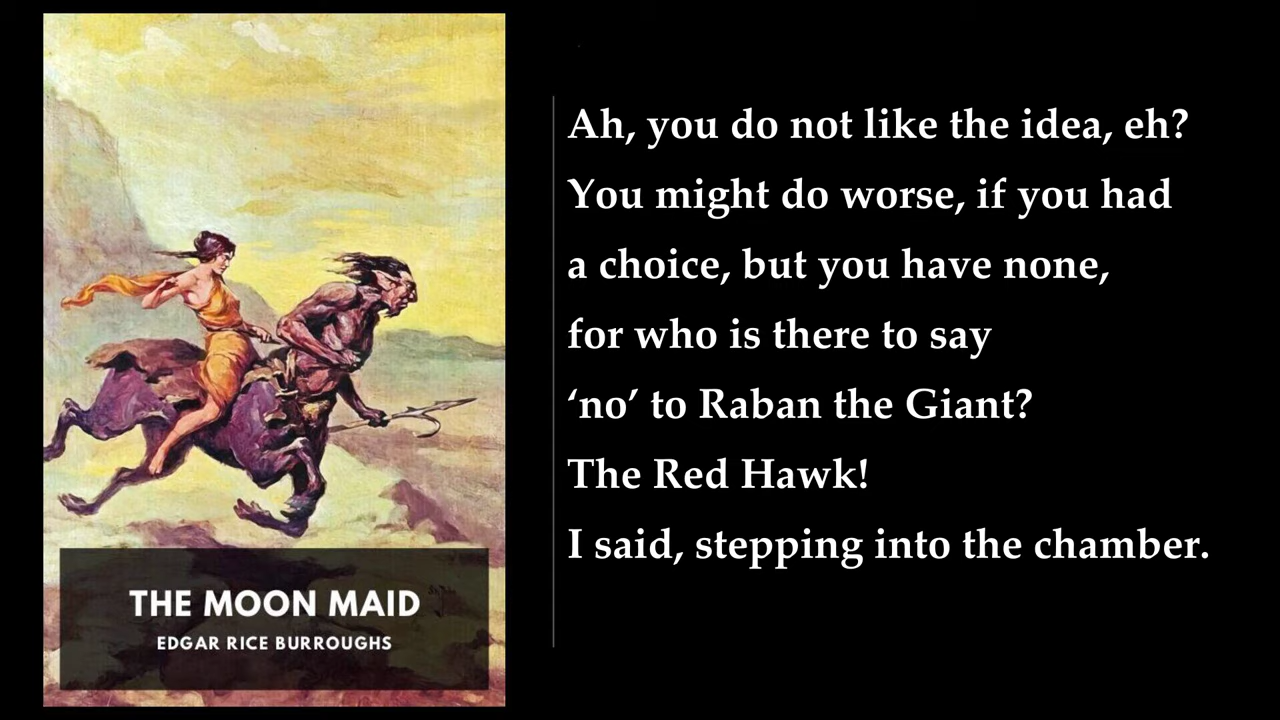 THE MOON MAID
EDGAR RICE BURROUGHS
Ah, you do not like the idea, eh?
You might do worse, if you had
a choice, but you have none,
for who is there to say
‘no’ to Raban the Giant?
The Red Hawk!
I said, stepping into the chamber.